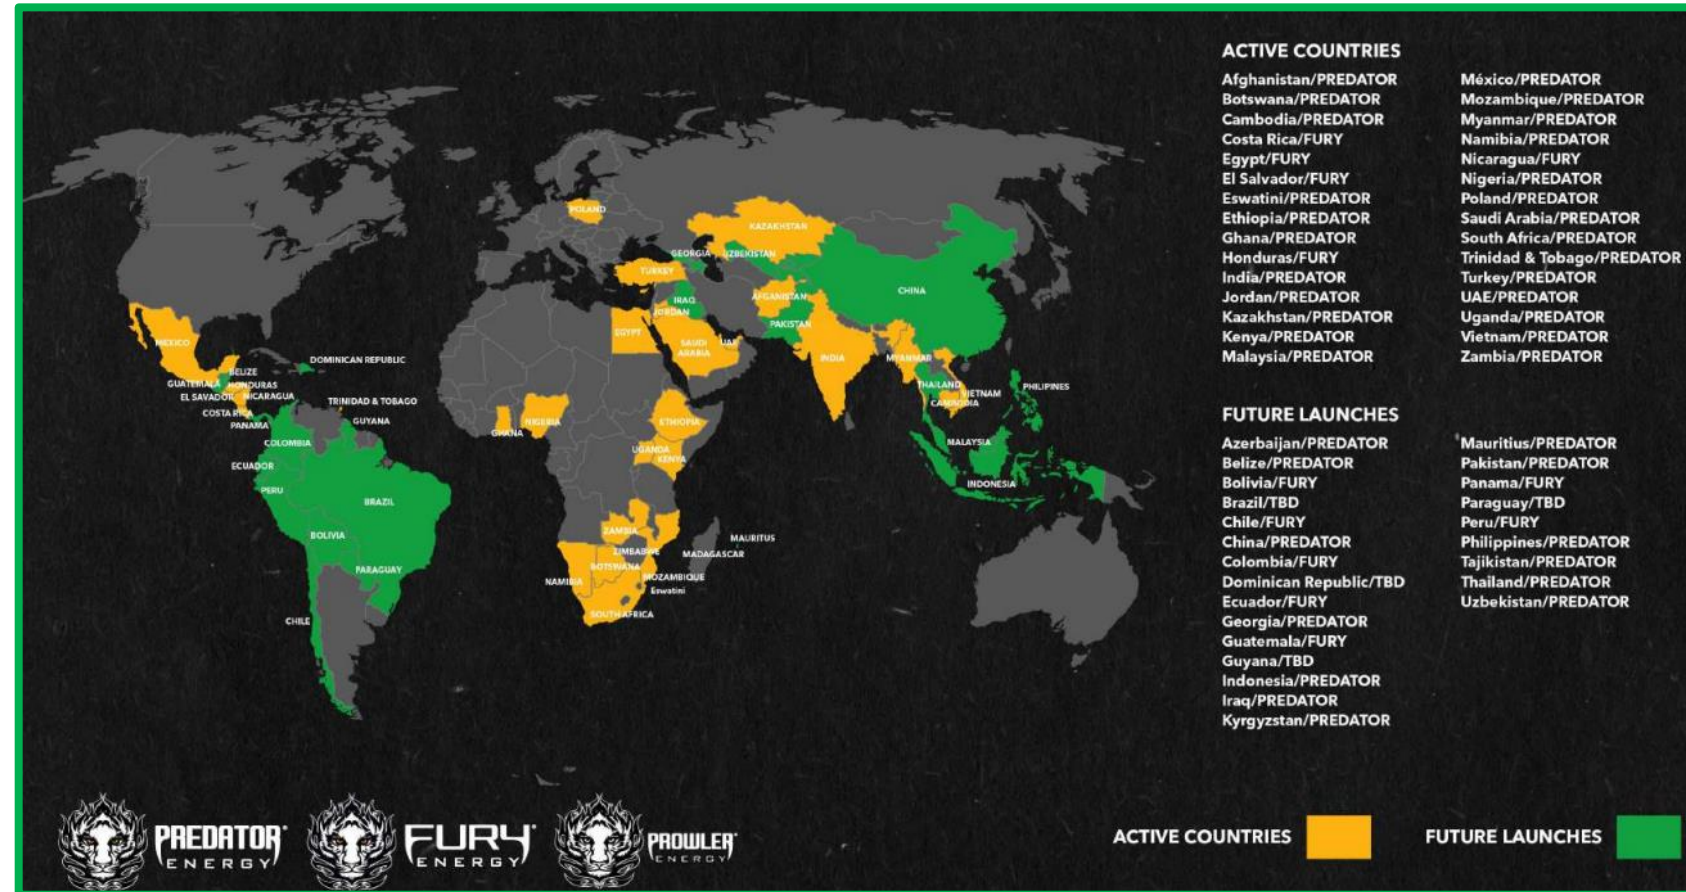 ACTIVE COUNTRIES
Afghanistan/PREDATOR
Botswana/PREDATOR
Cambodia/PREDATOR
Costa Rica/FURY
Egypt/FURY
El Salvador/FURY
Eswatini/PREDATOR
Ethiopia/PREDATOR
Ghana/PREDATOR
Honduras/FURY
India/PREDATOR
Jordan/PREDATOR
Kazakhstan/PREDATOR
Kenya/PREDATOR
Malaysia/PREDATOR
México/PREDATOR
Mozambique/PREDATOR
Myanmar/PREDATOR
Namibia/PREDATOR
Nicaragua/FURY
Nigeria/PREDATOR
Poland/PREDATOR
Saudi Arabia/PREDATOR
South Africa/PREDATOR
Trinidad & Tobago/PREDATOR
Turkey/PREDATOR
UAE/PREDATOR
Uganda/PREDATOR
Vietnam/PREDATOR
Zambia/PREDATOR
FUTURE LAUNCHES
Azerbaijan/PREDATOR
Belize/PREDATOR
Bolivia/FURY
Brazil/TBD
Chile/FURY
China/PREDATOR
Colombia/FURY
Dominican Republic/TBD
Ecuador/FURY
Georgia/PREDATOR
Guatemala/FURY
Guyana/TBD
Indonesia/PREDATOR
Iraq/PREDATOR
Kyrgyzstan/PREDATOR
Mauritius/PREDATOR
Pakistan/PREDATOR
Panama/FURY
Paraguay/TBD
Peru/FURY
Philippines/PREDATOR
Tajikistan/PREDATOR
Thailand/PREDATOR
Uzbekistan/PREDATOR
POLAND
KAZAKHSTAN
GEORGIA
UZBEKISTAN
TURKEY
CHINA
IRAQ
AFGANISTAN
JORDAN
PAKISTAN
EGYPT
SAUDI
ARABIA
UAE
INDIA
MYANMAR
MEXICO
DOMINICAN REPUBLIC
BELIZE
GUATEMALA
HONDURAS
EL SAVADOR
NICARAGUA
TRINIDAD & TOBAGO
COSTA RICA
PANAMA
GUYANA
COLOMBIA
ECUADOR
PERU
BRAZIL
BOLIVIA
PARAGUAY
CHILE
GHANA
NIGERIA
ETHIOPIA
UGANDA
KENYA
THAILAND
VIETNAM
CAMBODIA
PHILIPINES
MALAYSIA
INDONESIA
ZAMBIA
ZIMBABWE
MAURITUS
MADAGASCAR
BOTSWANA
NAMIBIA
MOZAMBIQUE
Eswatini
SOUTH AFRICA
PREDATOR
ENERGY
FURY
ENERGY
PROWLER
ENERGY
ACTIVE COUNTRIES
FUTURE LAUNCHES